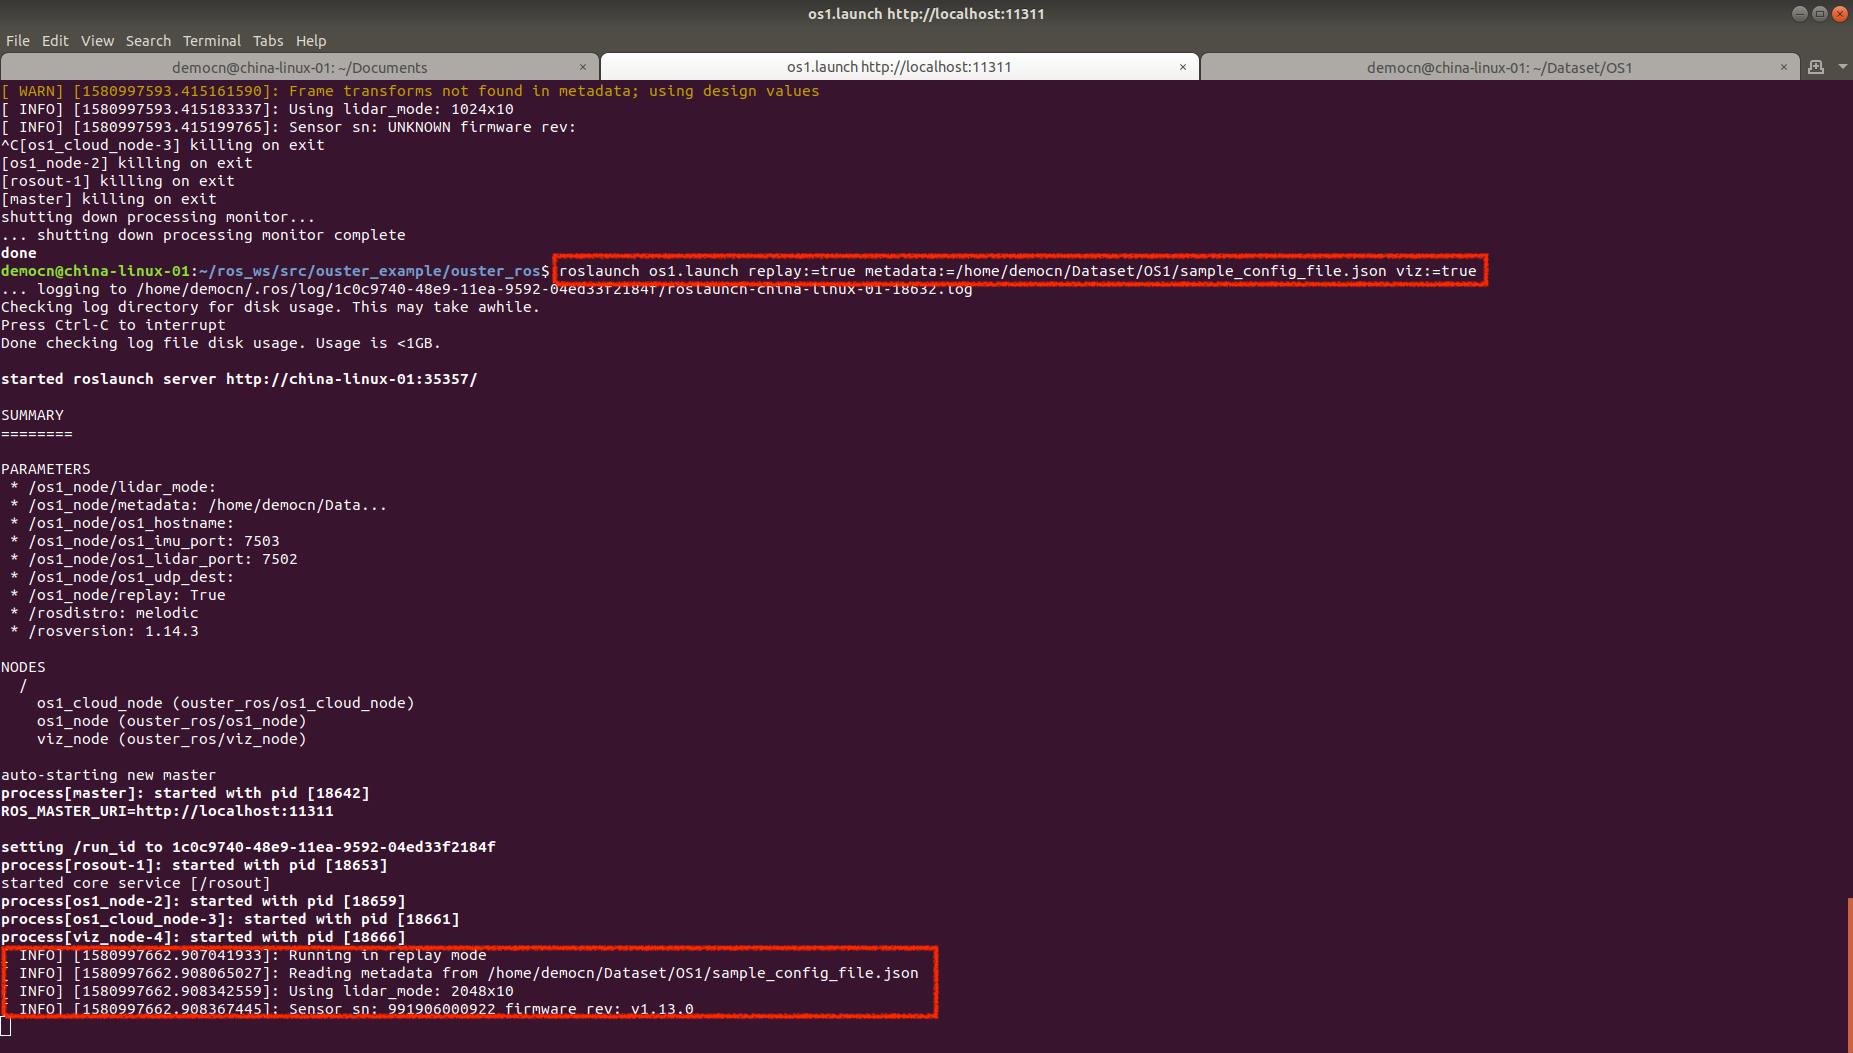 os1.launch http://localhost:11311
File Edit View Search Terminal Tabs Help
democn@china-linux-01: ~/Documents × os1.launch http://localhost:11311 × democn@china-linux-01: ~/Dataset/OS1 ×
[ WARN] [1580997593.415161590]: Frame transforms not found in metadata; using design values
[ INFO] [1580997593.415183337]: Using lidar_mode: 1024x10
[ INFO] [1580997593.415199765]: Sensor sn: UNKNOWN firmware rev:
^C[os1_cloud_node-3] killing on exit
[os1_node-2] killing on exit
[rosout-1] killing on exit
[master] killing on exit
shutting down processing monitor...
... shutting down processing monitor complete
done
democn@china-linux-01:~/ros_ws/src/ouster_example/ouster_ros$ roslaunch os1.launch replay:=true metadata:=/home/democn/Dataset/OS1/sample_config_file.json viz:=true
... logging to /home/democn/.ros/log/1c0c9740-48e9-11ea-9592-04ed33f2184f/roslaunch-china-linux-01-18632.log
Checking log directory for disk usage. This may take awhile.
Press Ctrl-C to interrupt
Done checking log file disk usage. Usage is <1GB.
started roslaunch server http://china-linux-01:35357/
SUMMARY
========
PARAMETERS
* /os1_node/lidar_mode:
* /os1_node/metadata: /home/democn/Data...
* /os1_node/os1_hostname:
* /os1_node/os1_imu_port: 7503
* /os1_node/os1_lidar_port: 7502
* /os1_node/os1_udp_dest:
* /os1_node/replay: True
* /rosdistro: melodic
* /rosversion: 1.14.3
NODES
/
os1_cloud_node (ouster_ros/os1_cloud_node)
os1_node (ouster_ros/os1_node)
viz_node (ouster_ros/viz_node)
auto-starting new master
process[master]: started with pid [18642]
ROS_MASTER_URI=http://localhost:11311
setting /run_id to 1c0c9740-48e9-11ea-9592-04ed33f2184f
process[rosout-1]: started with pid [18653]
started core service [/rosout]
process[os1_node-2]: started with pid [18659]
process[os1_cloud_node-3]: started with pid [18661]
process[viz_node-4]: started with pid [18666]
[ INFO] [1580997662.907041933]: Running in replay mode
[ INFO] [1580997662.908065027]: Reading metadata from /home/democn/Dataset/OS1/sample_config_file.json
[ INFO] [1580997662.908342559]: Using lidar_mode: 2048x10
[ INFO] [1580997662.908367445]: Sensor sn: 991906000922 firmware rev: v1.13.0